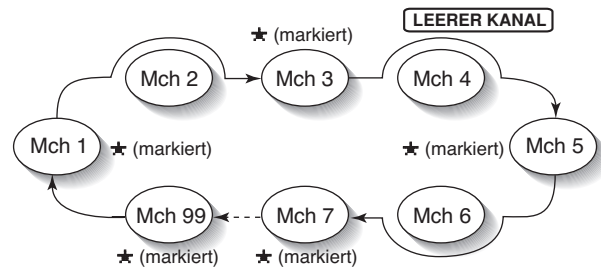 LEERER KANAL
★ (markiert)
Mch 2
Mch 3
Mch 4
Mch 1
★ (markiert)
★ (markiert)
Mch 5
Mch 99
Mch 7
Mch 6
★ (markiert)
★ (markiert)